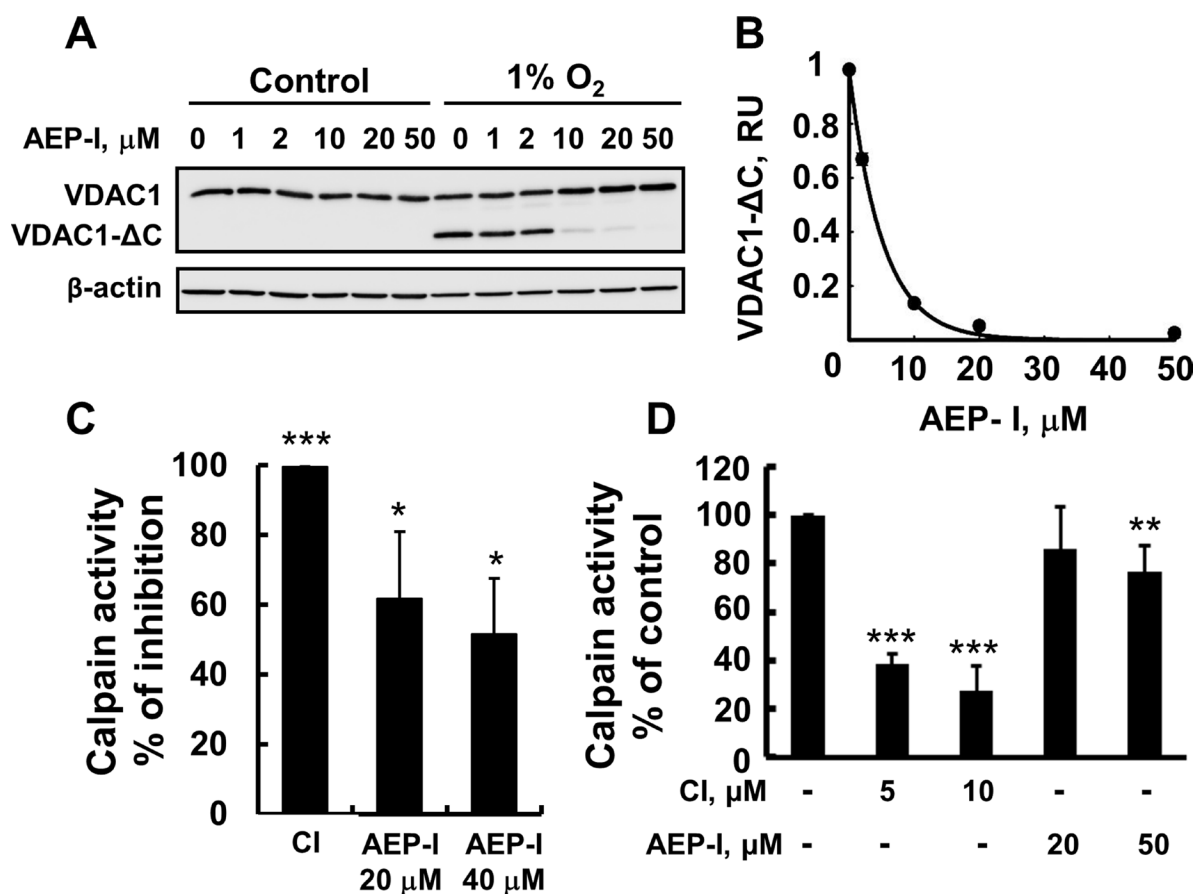 A
Control 1% O2
AEP-I, μM 0 1 2 10 20 50 0 1 2 10 20 50
VDAC1
VDAC1-ΔC
β-actin
B
VDAC1-ΔC, RU
1
0.8
0.6
0.4
0.2
0 10 20 30 40 50
AEP- I, μM
C
Calpain activity
% of inhibition
***
*
*
100
80
60
40
20
0
CI AEP-I AEP-I
20 μM 40 μM
D
Calpain activity
% of control
120
100
80
60
40
20
0
***
***
**
CI, μM - 5 10 - -
AEP-I, μM - - - 20 50